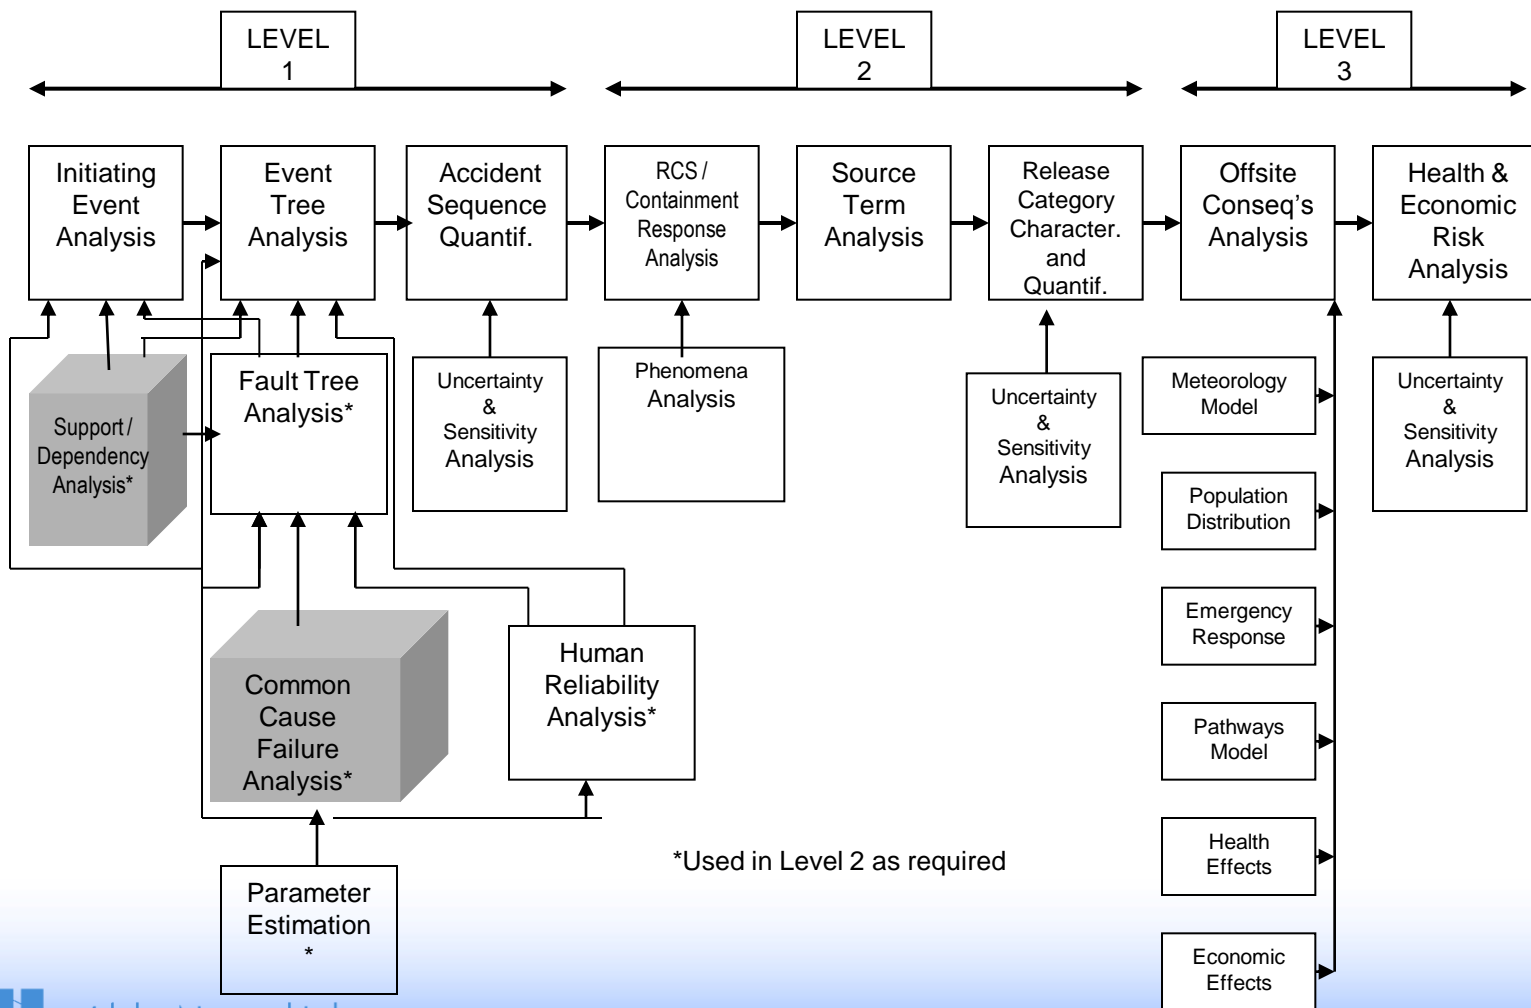 LEVEL
1
LEVEL
2
LEVEL
3
Initiating
Event
Analysis
Event
Tree
Analysis
Accident
Sequence
Quantif.
RCS /
Containment
Response
Analysis
Source
Term
Analysis
Release
Category
Character.
and
Quantif.
Offsite
Conseq's
Analysis
Health &
Economic
Risk
Analysis
Support /
Dependency
Analysis*
Fault Tree
Analysis*
Uncertainty
&
Sensitivity
Analysis
Phenomena
Analysis
Uncertainty
&
Sensitivity
Analysis
Meteorology
Model
Uncertainty
&
Sensitivity
Analysis
Population
Distribution
Emergency
Response
Common
Cause
Failure
Analysis*
Human
Reliability
Analysis*
Pathways
Model
*Used in Level 2 as required
Health
Effects
Parameter
Estimation
*
Economic
Effects